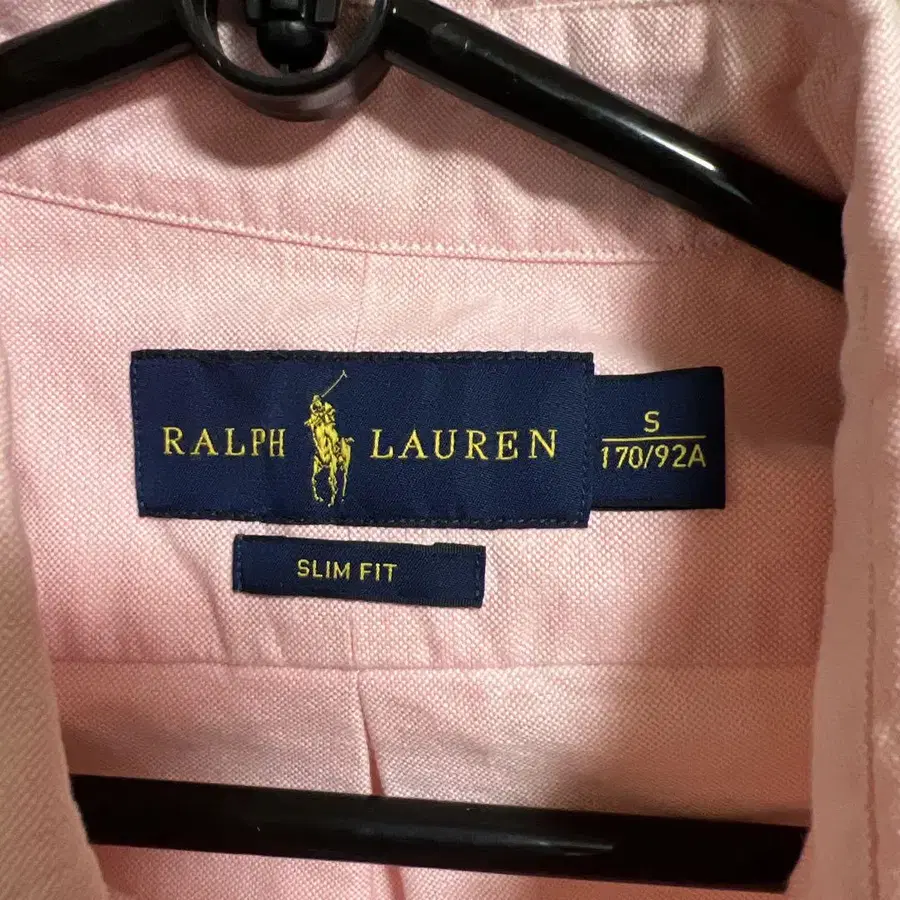 RALPH LAUREN
S
170/92A
SLIM FIT